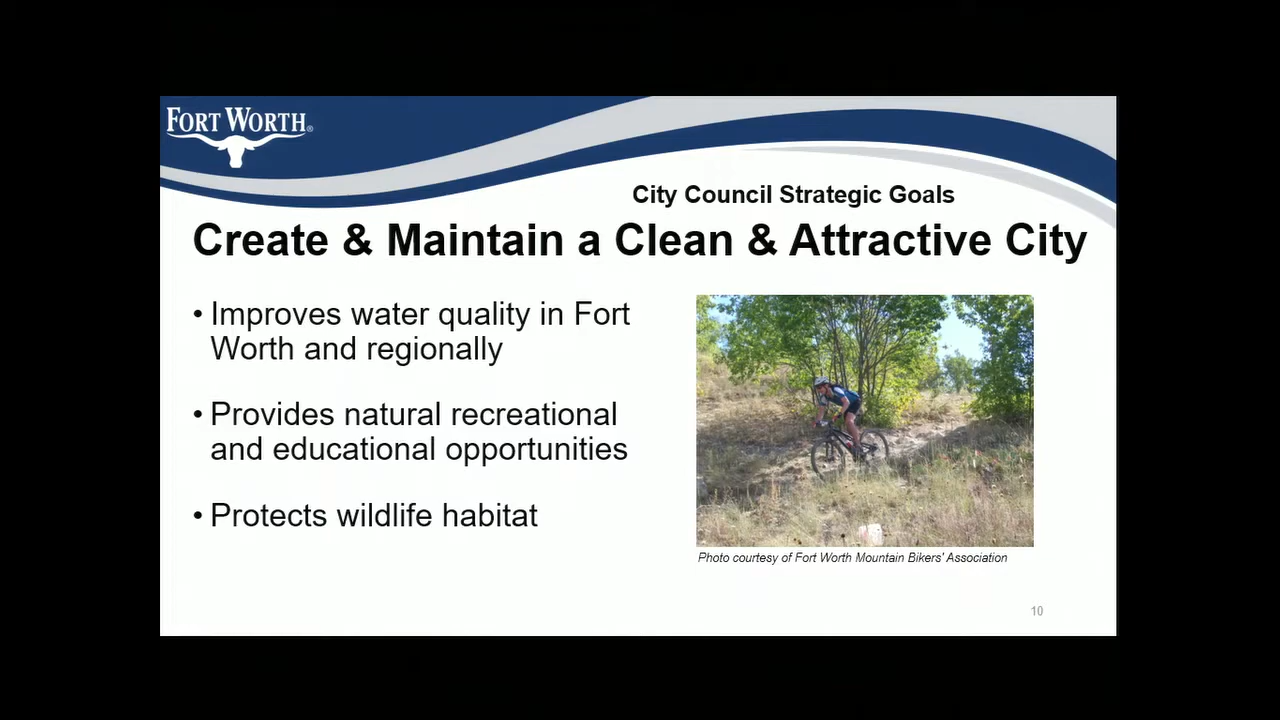 FORT WORTH®
City Council Strategic Goals
Create & Maintain a Clean & Attractive City
• Improves water quality in Fort
Worth and regionally
• Provides natural recreational
and educational opportunities
• Protects wildlife habitat
Photo courtesy of Fort Worth Mountain Bikers' Association
10